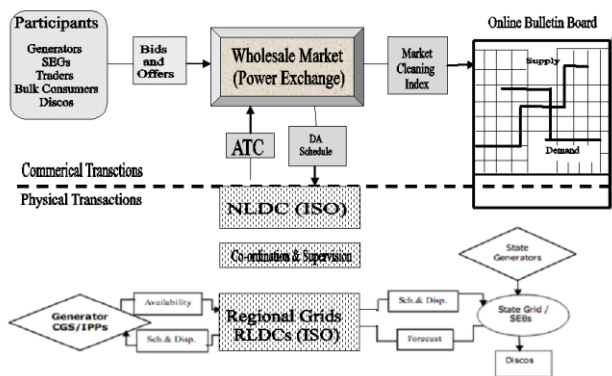 Participants
Generators
SEGs
Traders
Bulk Consumers
Discos
Bids
and
Offers
Wholesale Market
(Power Exchange)
Market
Cleaning
Index
Online Bulletin Board
Supply
Demand
ATC
DA
Schedule
Commerical Transctions
Physical Transactions
NLDC (ISO)
Co-ordination & Supervision
State
Generators
Generator
CGS/IPPs
Availability
Sch.& Disp.
Regional Grids
RLDCs (ISO)
Sch.& Disp.
Forecast
State Grid /
SEBs
Discos